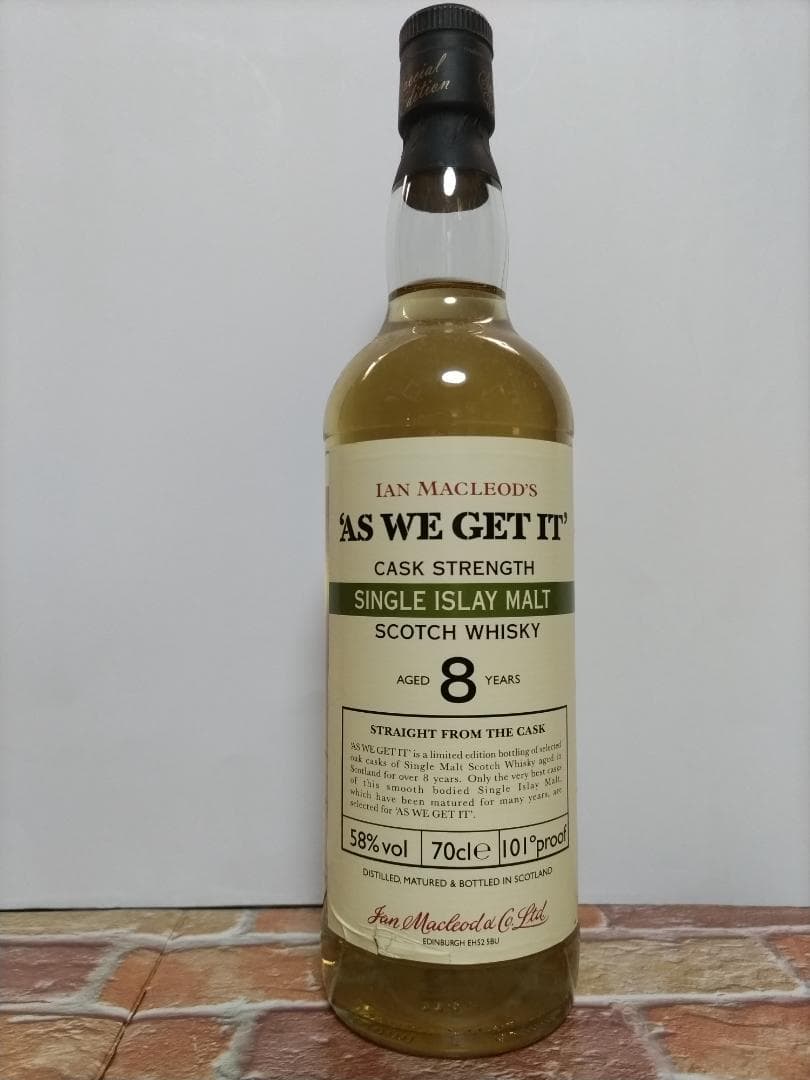 Special
Edition
IAN MACLEOD'S
'AS WE GET IT'
CASK STRENGTH
SINGLE ISLAY MALT
SCOTCH WHISKY
AGED 8 YEARS
STRAIGHT FROM THE CASK
'AS WE GET IT' is a limited edition bottling of selected
oak casks of Single Malt Scotch Whisky aged in
Scotland for over 8 years. Only the very best casks
of this smooth bodied Single Islay Malt,
which have been matured for many years, are
selected for 'AS WE GET IT'.
58%vol 70cl℮ 101°proof
DISTILLED, MATURED & BOTTLED IN SCOTLAND
Ian Macleod & Co. Ltd.
EDINBURGH EH52 5BU